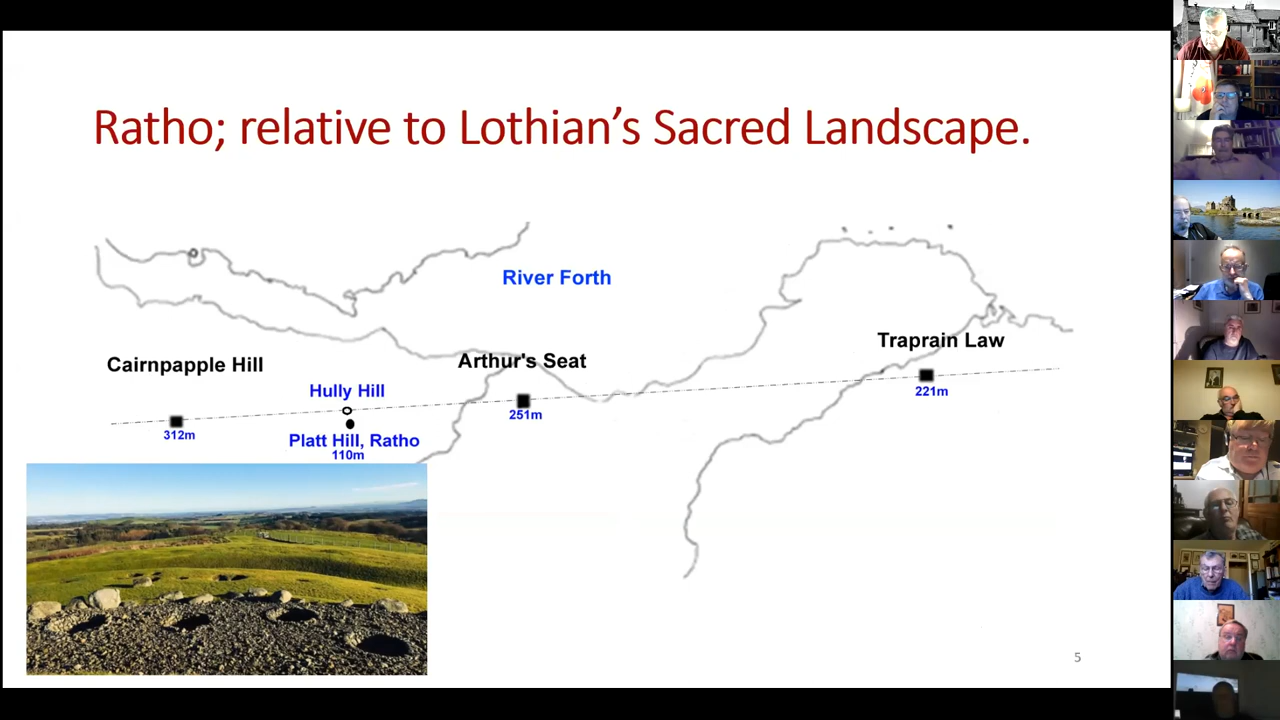 Ratho; relative to Lothian’s Sacred Landscape.
River Forth
Traprain Law
Arthur's Seat
Cairnpapple Hill
Hully Hill
221m
251m
312m
Platt Hill, Ratho
110m
5